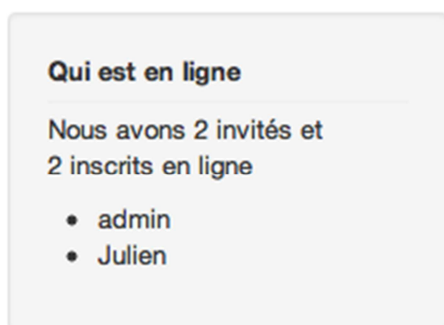 Qui est en ligne
Nous avons 2 invités et
2 inscrits en ligne
admin
Julien